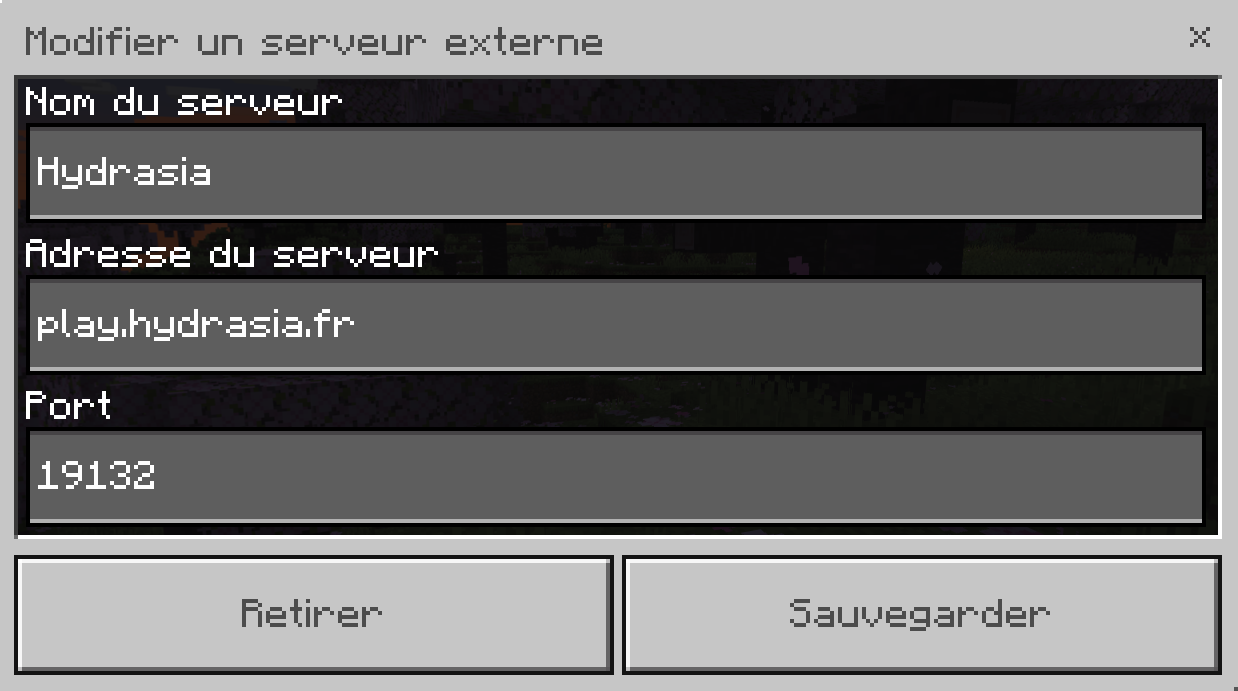 Modifier un serveur externe
Nom du serveur
Hydrasia
Adresse du serveur
play.hydrasia.fr
Port
19132
Retirer
Sauvegarder